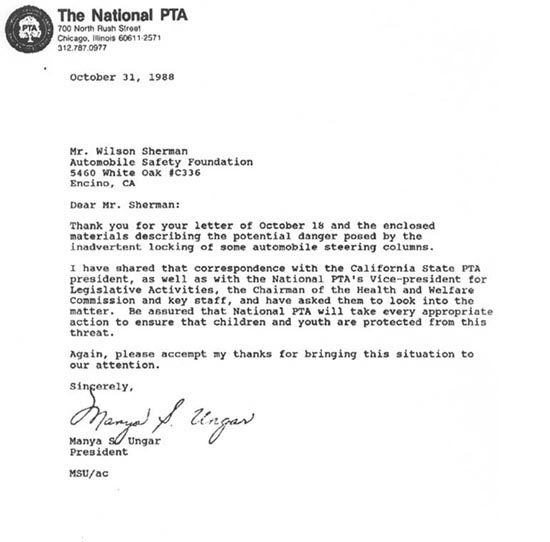 PTA
The National PTA
700 North Rush Street
Chicago, Illinois 60611-2571
312.787.0977
October 31, 1988
Mr. Wilson Sherman
Automobile Safety Foundation
5460 White Oak #C336
Encino, CA
Dear Mr. Sherman:
Thank you for your letter of October 18 and the enclosed
materials describing the potential danger posed by the
inadvertent locking of some automobile steering columns.
I have shared that correspondence with the California State PTA
president, as well as with the National PTA's Vice-president for
Legislative Activities, the Chairman of the Health and Welfare
Commission and key staff, and have asked them to look into the
matter. Be assured that National PTA will take every appropriate
action to ensure that children and youth are protected from this
threat.
Again, please accempt my thanks for bringing this situation to
our attention.
Sincerely,
Manya S. Ungar
Manya S. Ungar
President
MSU/ac